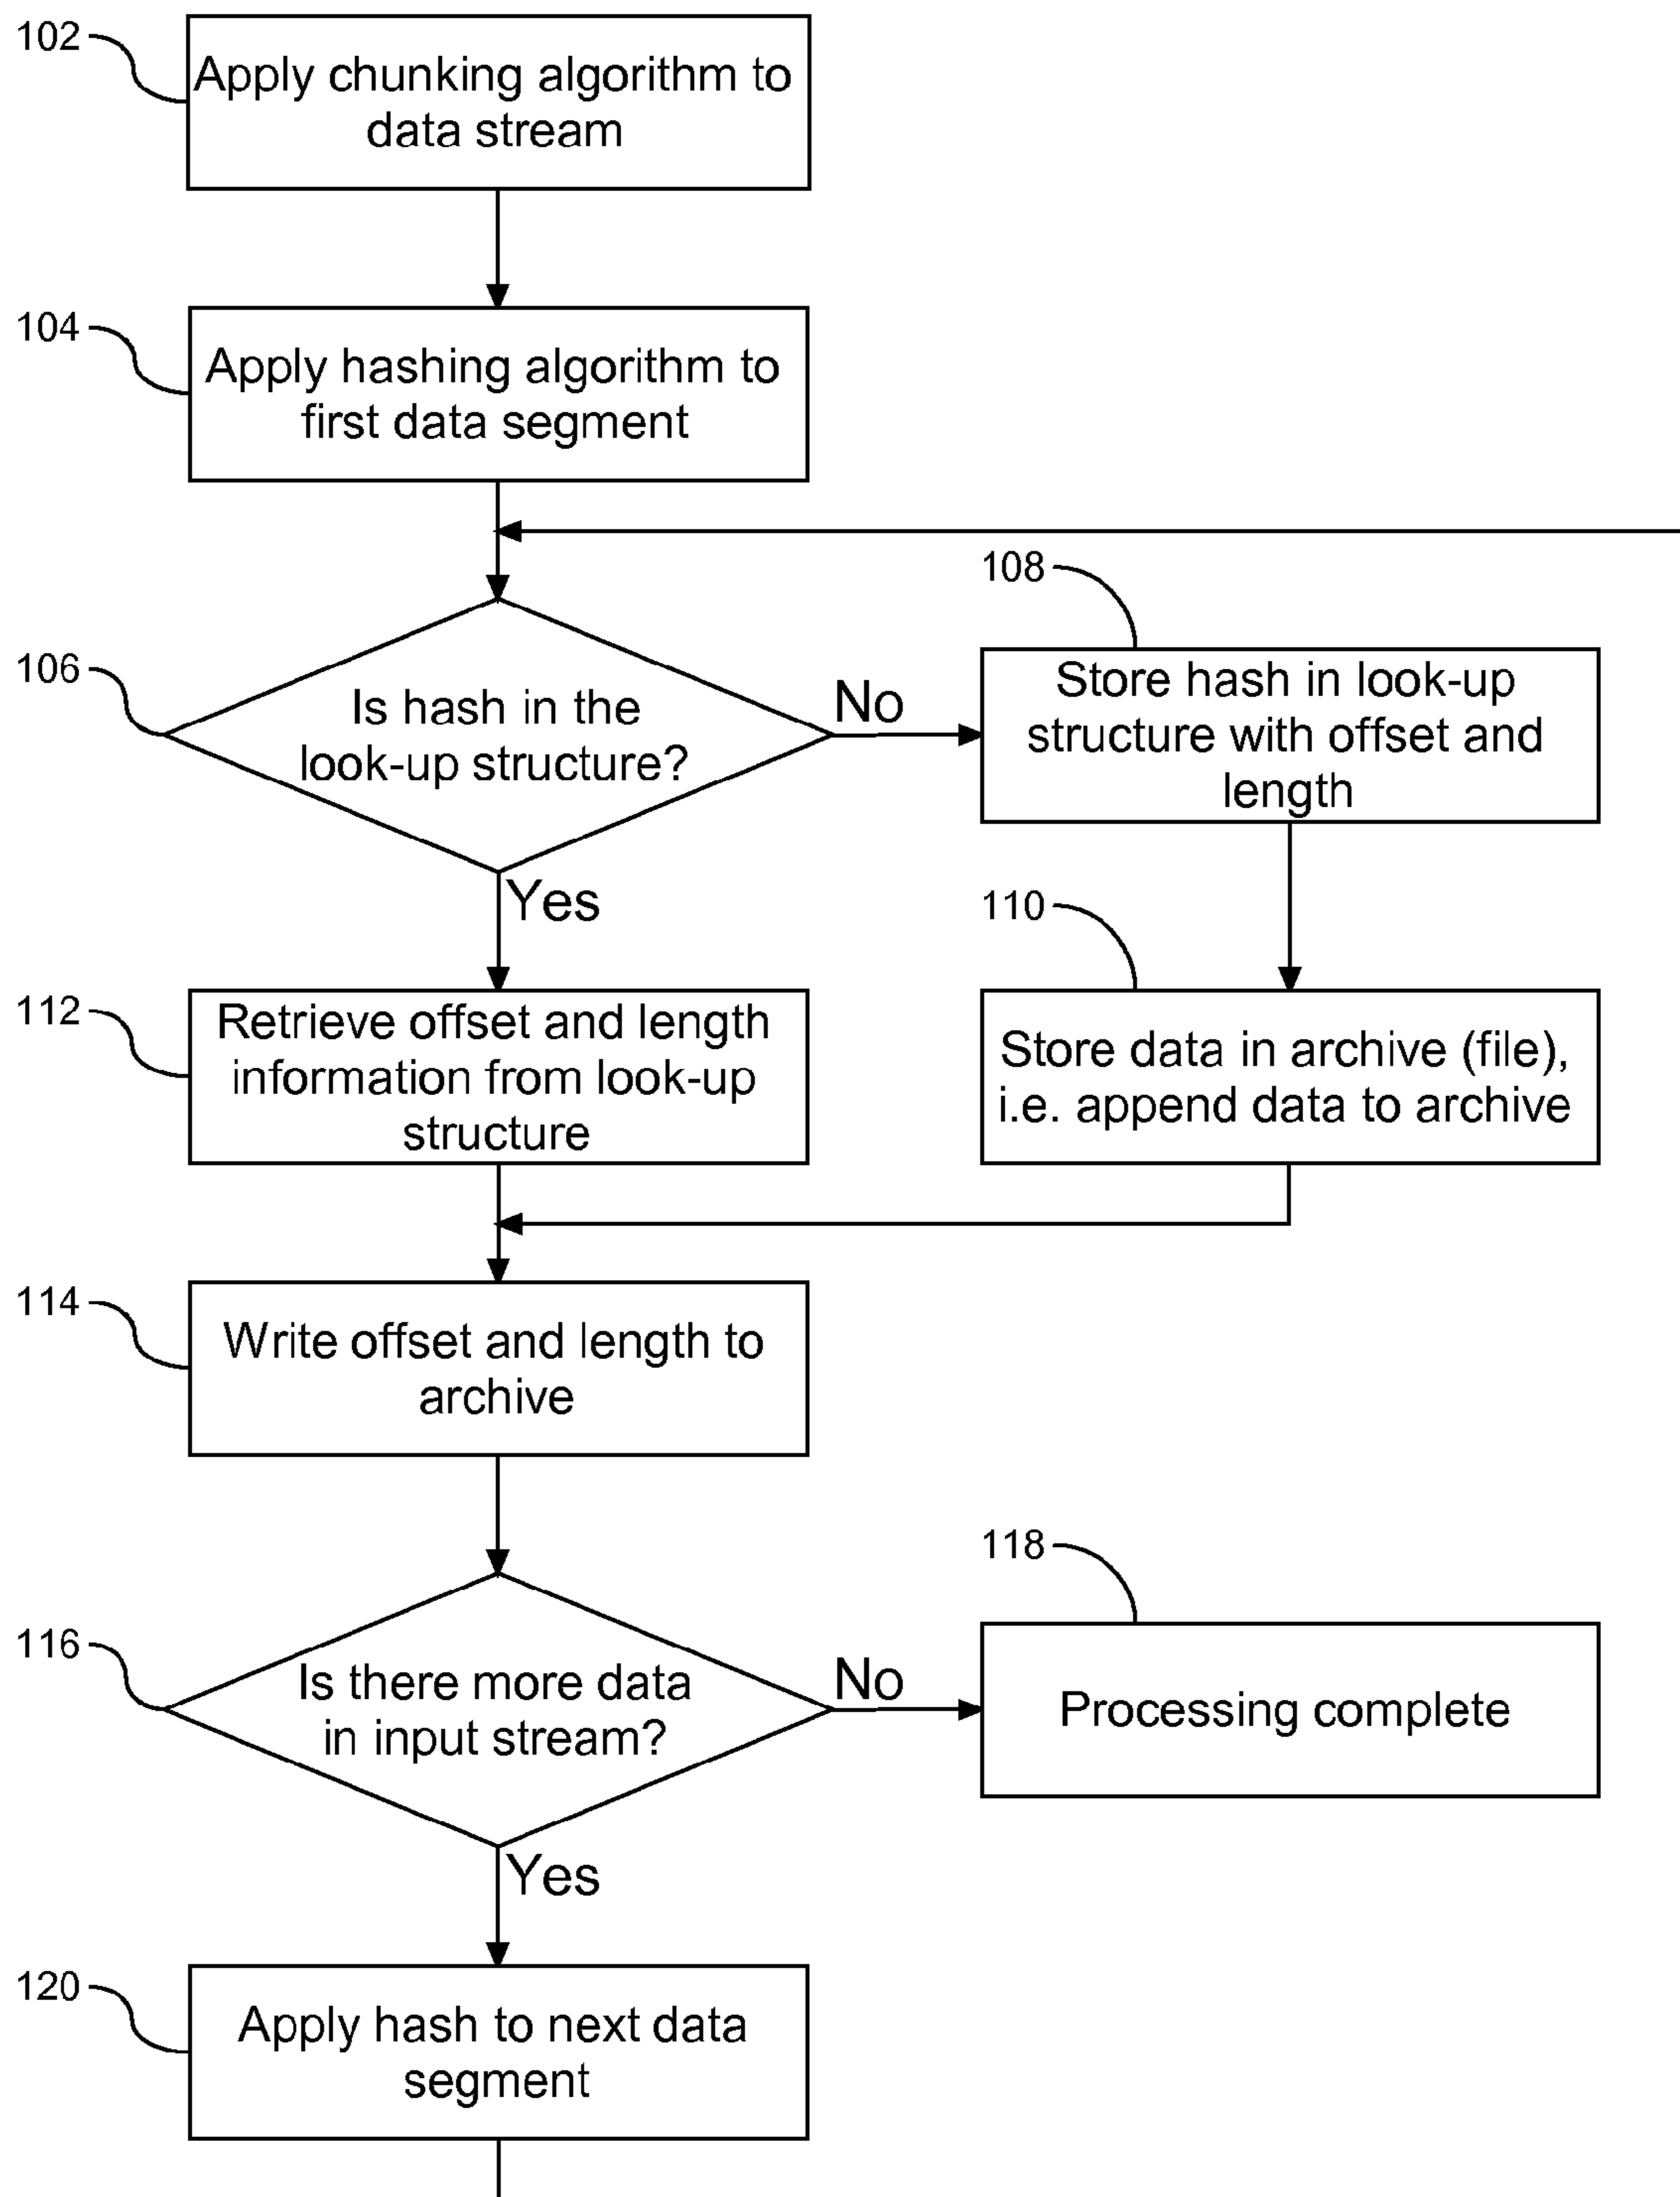 102
Apply chunking algorithm to
data stream
104
Apply hashing algorithm to
first data segment
106
Is hash in the
look-up structure?
No
108
Store hash in look-up
structure with offset and
length
Yes
110
Store data in archive (file),
i.e. append data to archive
112
Retrieve offset and length
information from look-up
structure
114
Write offset and length to
archive
116
Is there more data
in input stream?
No
118
Processing complete
Yes
120
Apply hash to next data
segment